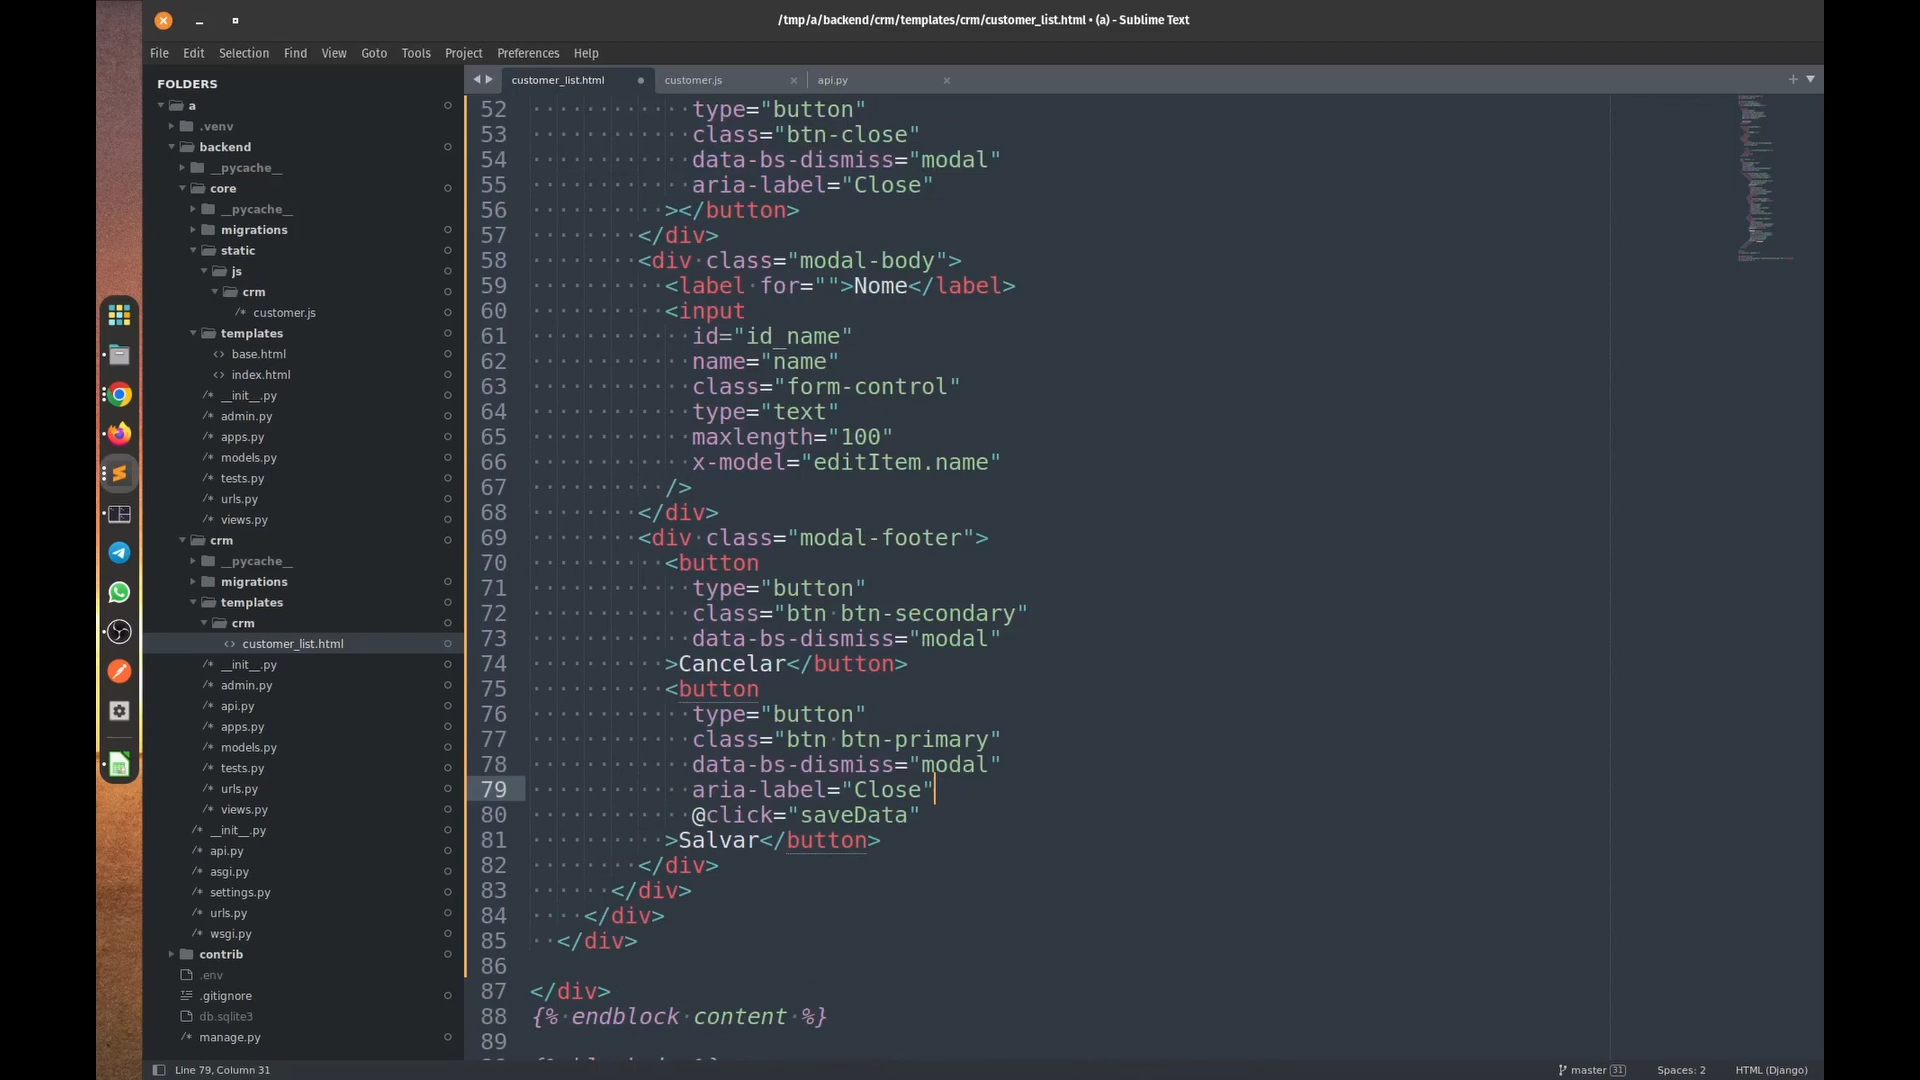 /tmp/a/backend/crm/templates/crm/customer_list.html • (a) - Sublime Text
File Edit Selection Find View Goto Tools Project Preferences Help
FOLDERS
a
.venv
backend
__pycache__
core
__pycache__
migrations
static
js
crm
/* customer.js
templates
<> base.html
<> index.html
/* __init__.py
/* admin.py
/* apps.py
/* models.py
/* tests.py
/* urls.py
/* views.py
crm
__pycache__
migrations
templates
crm
<> customer_list.html
/* __init__.py
/* admin.py
/* api.py
/* apps.py
/* models.py
/* tests.py
/* urls.py
/* views.py
/* __init__.py
/* api.py
/* asgi.py
/* settings.py
/* urls.py
/* wsgi.py
contrib
.env
.gitignore
db.sqlite3
/* manage.py
customer_list.html customer.js api.py
52 type="button"
53 class="btn-close"
54 data-bs-dismiss="modal"
55 aria-label="Close"
56 ></button>
57 </div>
58 <div class="modal-body">
59 <label for="">Nome</label>
60 <input
61 id="id_name"
62 name="name"
63 class="form-control"
64 type="text"
65 maxlength="100"
66 x-model="editItem.name"
67 />
68 </div>
69 <div class="modal-footer">
70 <button
71 type="button"
72 class="btn btn-secondary"
73 data-bs-dismiss="modal"
74 >Cancelar</button>
75 <button
76 type="button"
77 class="btn btn-primary"
78 data-bs-dismiss="modal"
79 aria-label="Close"
80 @click="saveData"
81 >Salvar</button>
82 </div>
83 </div>
84 </div>
85 </div>
86
87 </div>
88 {% endblock content %}
89
Line 79, Column 31
master 31
Spaces: 2
HTML (Django)